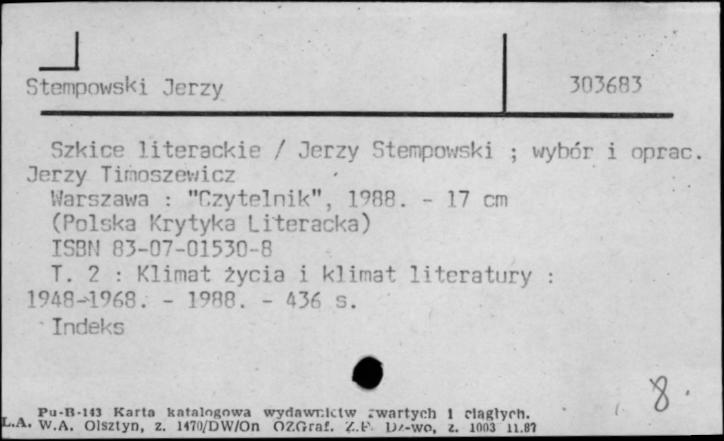 Stempowski Jerzy 303683
Szkice literackie / Jerzy Stempowski ; wybór i oprac.
Jerzy Timoszewicz
Warszawa : "Czytelnik", 1988. - 17 cm
(Polska Krytyka Literacka)
ISBN 83-07-01530-8
T. 2 : Klimat życia i klimat literatury :
1948-1968. - 1988. - 436 s.
Indeks
8.
Pu-B-143 Karta katalogowa wydawnictw zwartych i ciągłych.
L.A. W.A. Olsztyn, z. 1470/DW/On OZGraf. Z.P. Dz-wo, z. 1003 11.87